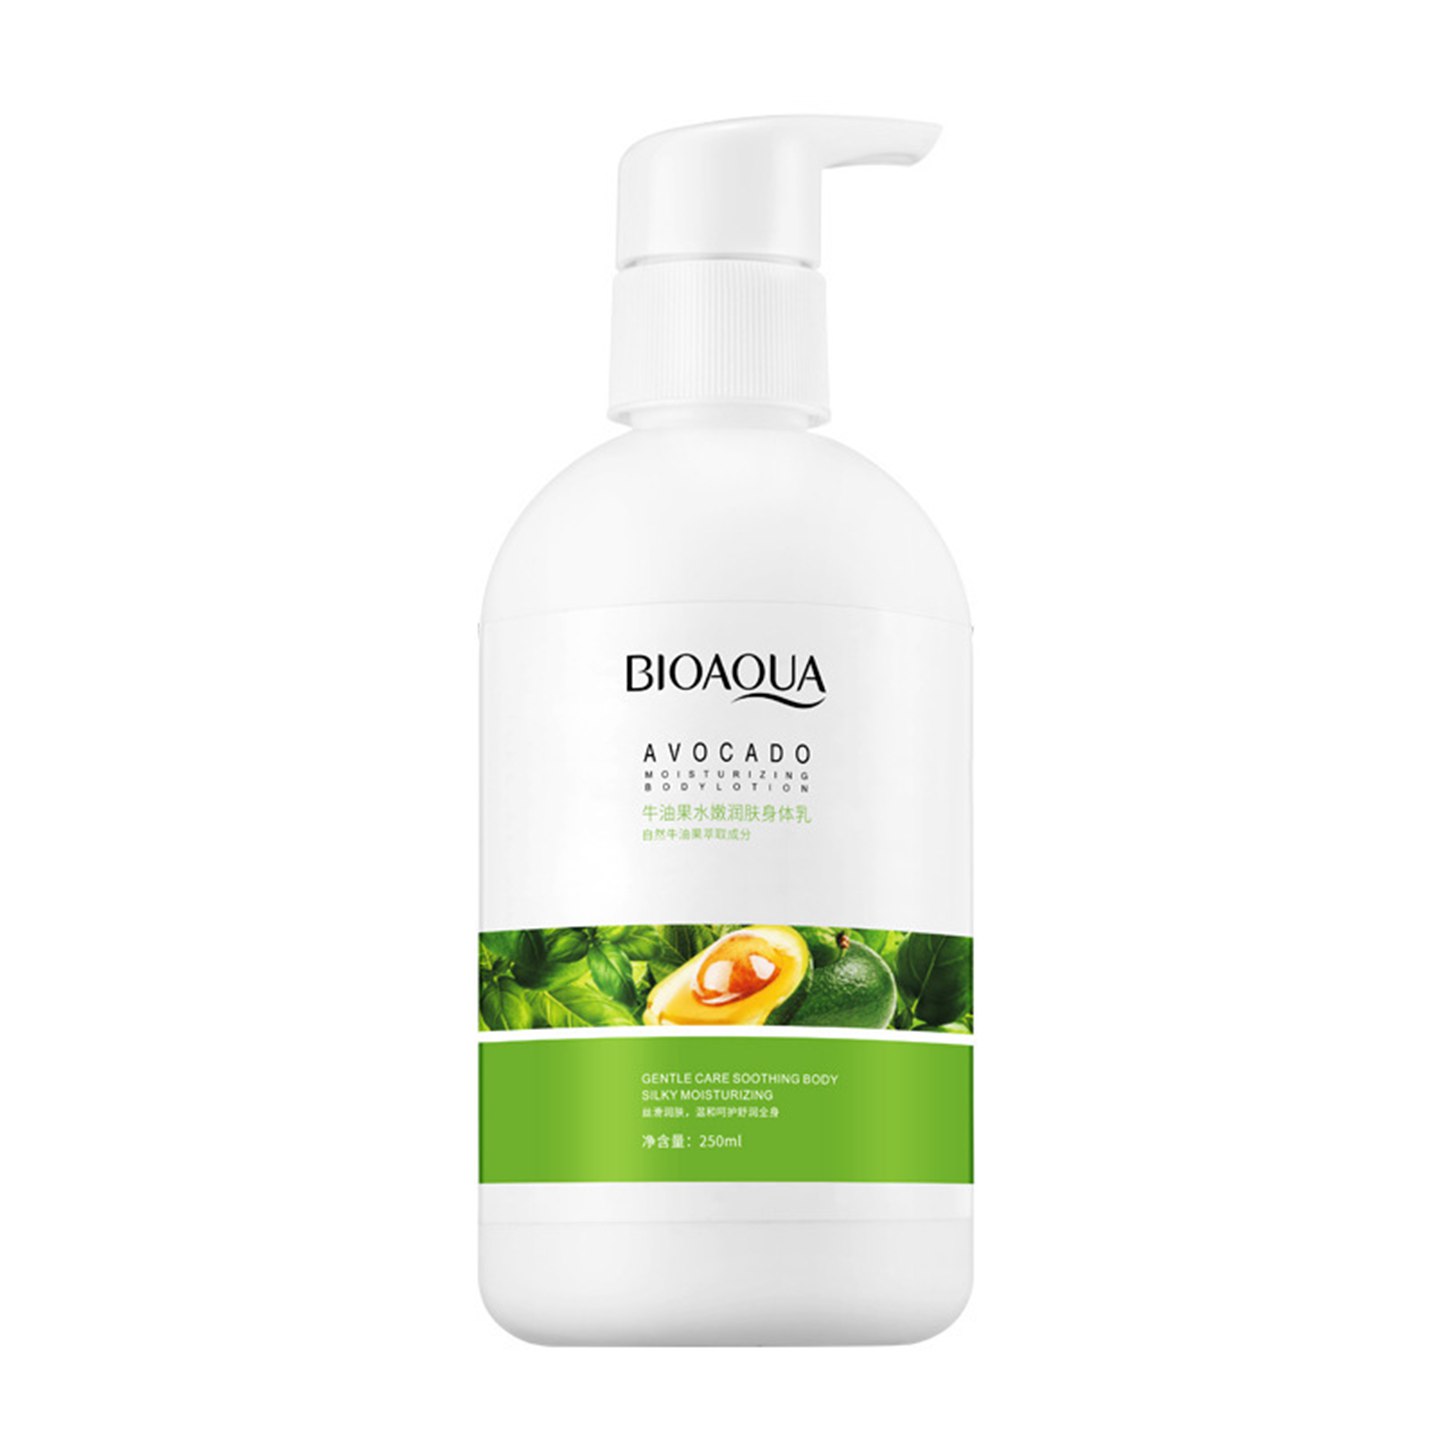 BIOAQUA
AVOCADO
MOISTURIZING
BODYLOTION
牛油果水嫩润肤身体乳
自然牛油果萃取成分
GENTLE CARE SOOTHING BODY
SILKY MOISTURIZING
丝滑润肤，温和呵护舒润全身
净含量：250ml